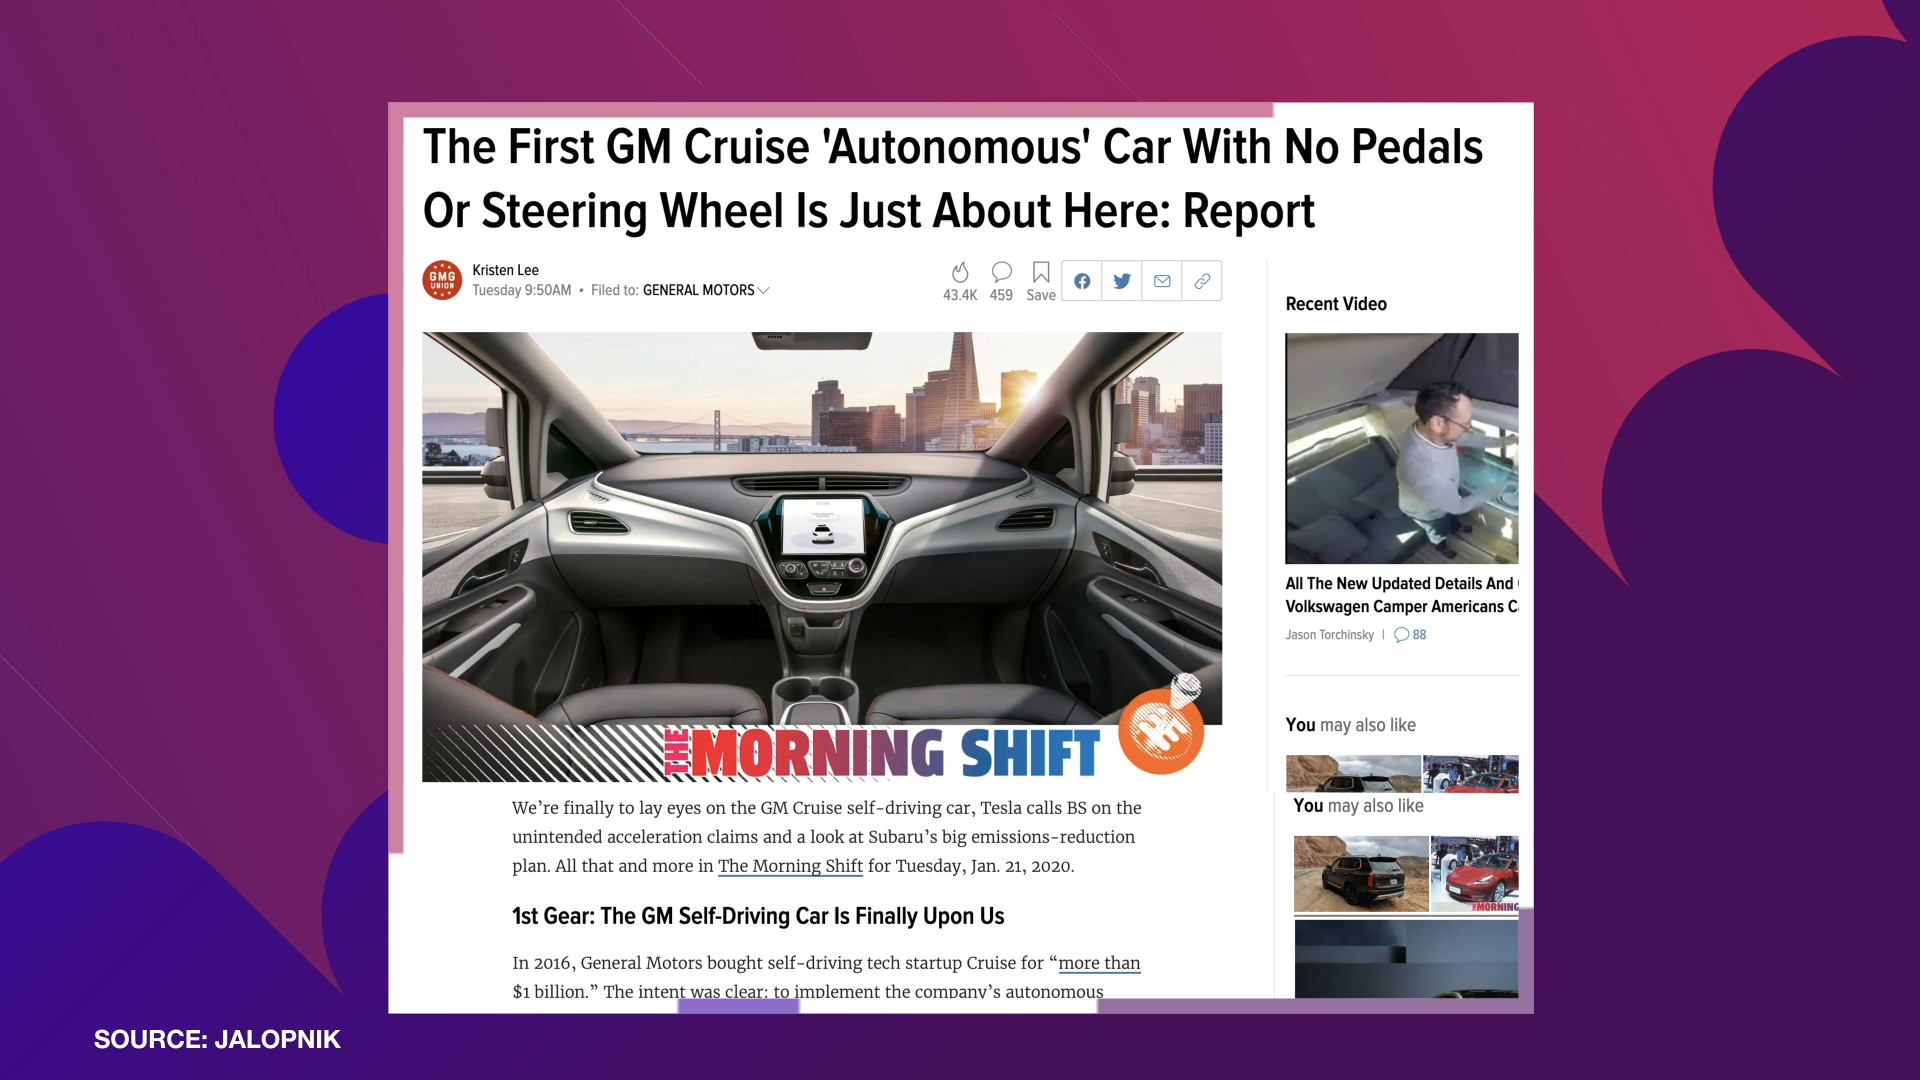 The First GM Cruise 'Autonomous' Car With No Pedals
Or Steering Wheel Is Just About Here: Report
GMG
UNION
Kristen Lee
Tuesday 9:50AM • Filed to: GENERAL MOTORS
43.4K
459
Save
Recent Video
All The New Updated Details And
Volkswagen Camper Americans
Jason Torchinsky | 88
You may also like
THE MORNING SHIFT
We’re finally to lay eyes on the GM Cruise self-driving car, Tesla calls BS on the
unintended acceleration claims and a look at Subaru’s big emissions-reduction
plan. All that and more in The Morning Shift for Tuesday, Jan. 21, 2020.
You may also like
MORNING
1st Gear: The GM Self-Driving Car Is Finally Upon Us
In 2016, General Motors bought self-driving tech startup Cruise for “more than
$1 billion.” The intent was clear: to implement the company’s autonomous
SOURCE: JALOPNIK